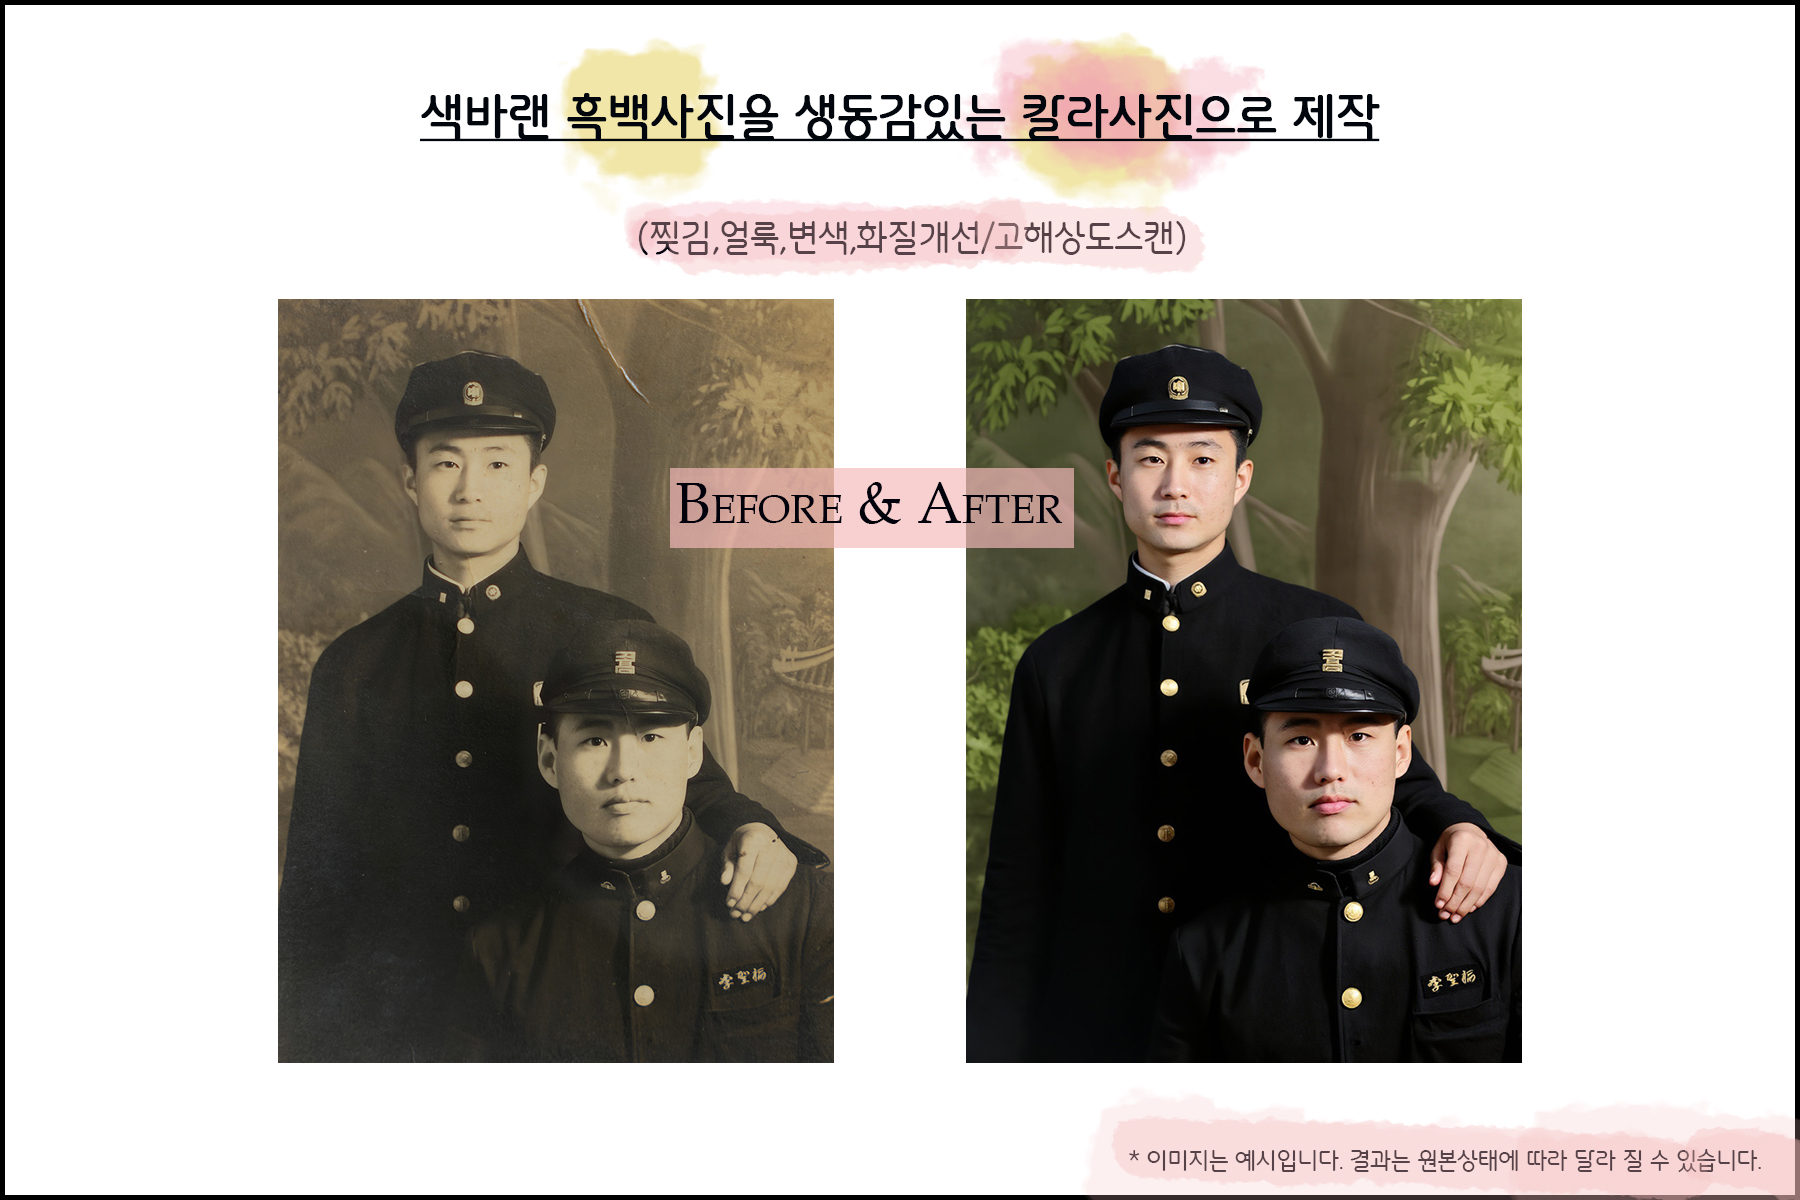 색바랜 흑백사진을 생동감있는 칼라사진으로 제작
(찢김,얼룩,변색,화질개선/고해상도스캔)
BEFORE & AFTER
李聖
李聖
* 이미지는 예시입니다. 결과는 원본상태에 따라 달라 질 수 있습니다.